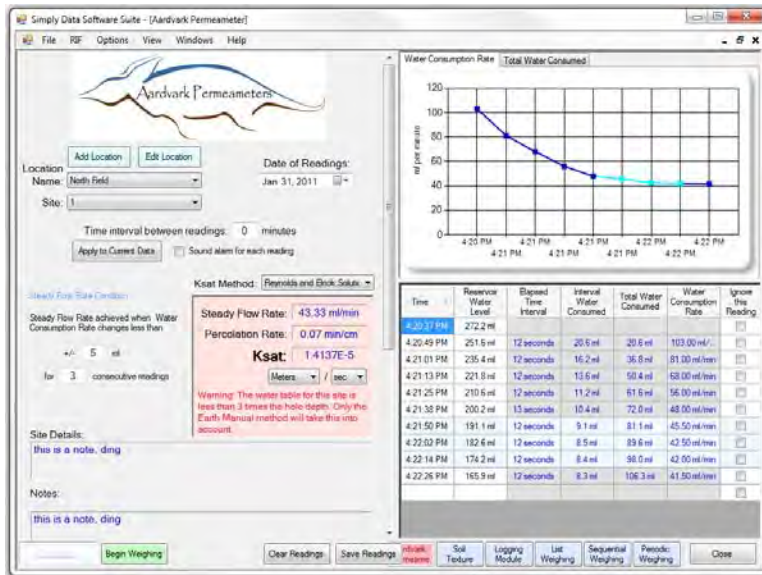 Simply Data Software Suite - [Aardvark Permeameter]
File RIF Options View Windows Help
Aardvark Permeameters
Add Location Edit Location
Location
Name: North Field
Date of Readings:
Jan 31, 2011
Site: 1
Time interval between readings: 0 minutes
Apply to Current Data Sound alarm for each reading
Ksat Method: Reynolds and Elrick Soluti
Steady Flow Rate Condition
Steady Flow Rate achieved when Water
Consumption Rate changes less than
+/- 5 ml
for 3 consecutive readings
Steady Flow Rate: 43.33 ml/min
Percolation Rate: 0.07 min/cm
Ksat: 1.4137E-5
Meters / sec
Warning: The water table for this site is
less than 3 times the hole depth. Only the
Earth Manual method will take this into
account.
Site Details:
this is a note, ding
Notes:
this is a note, ding
Begin Weighing Clear Readings Save Readings
Water Consumption Rate Total Water Consumed
ml per minute
120
100
80
60
40
20
0
4:20 PM 4:21 PM 4:21 PM 4:22 PM 4:22 PM
4:21 PM 4:21 PM 4:21 PM 4:22 PM
Time Reservoir Water Level Elapsed Time Interval Interval Water Consumed Total Water Consumed Water Consumption Rate Ignore this Reading
4:20:37 PM 272.2 ml
4:20:49 PM 251.6 ml 12 seconds 20.6 ml 20.6 ml 103.00 ml/..
4:21:01 PM 235.4 ml 12 seconds 16.2 ml 36.8 ml 81.00 ml/min
4:21:13 PM 221.8 ml 12 seconds 13.6 ml 50.4 ml 68.00 ml/min
4:21:25 PM 210.6 ml 12 seconds 11.2 ml 61.6 ml 56.00 ml/min
4:21:38 PM 200.2 ml 13 seconds 10.4 ml 72.0 ml 48.00 ml/min
4:21:50 PM 191.1 ml 12 seconds 9.1 ml 81.1 ml 45.50 ml/min
4:22:02 PM 182.6 ml 12 seconds 8.5 ml 89.6 ml 42.50 ml/min
4:22:14 PM 174.2 ml 12 seconds 8.4 ml 98.0 ml 42.00 ml/min
4:22:26 PM 165.9 ml 12 seconds 8.3 ml 106.3 ml 41.50 ml/min
Soil Texture Logging Module List Weighing Sequential Weighing Periodic Weighing Close